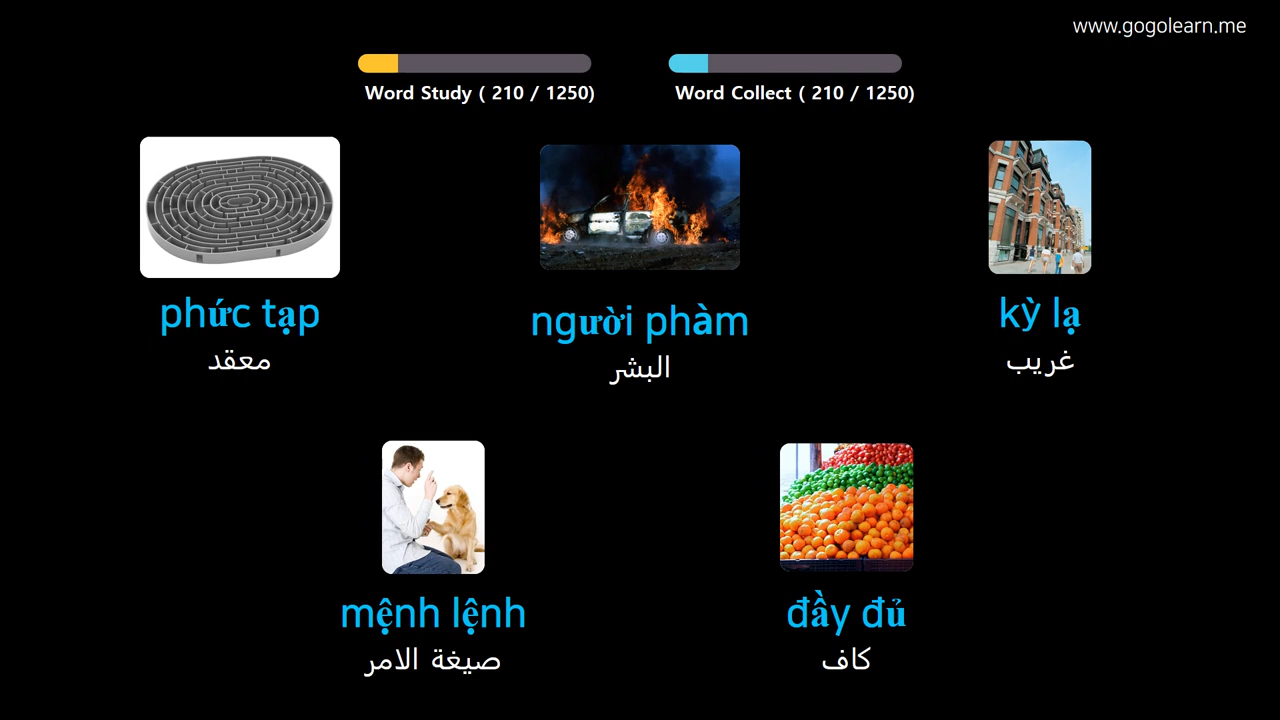 www.gogolearn.me
Word Study ( 210 / 1250)
Word Collect ( 210 / 1250)
phức tạp
معقد
người phàm
البشر
kỳ lạ
غريب
mệnh lệnh
صيغة الامر
đầy đủ
كاف